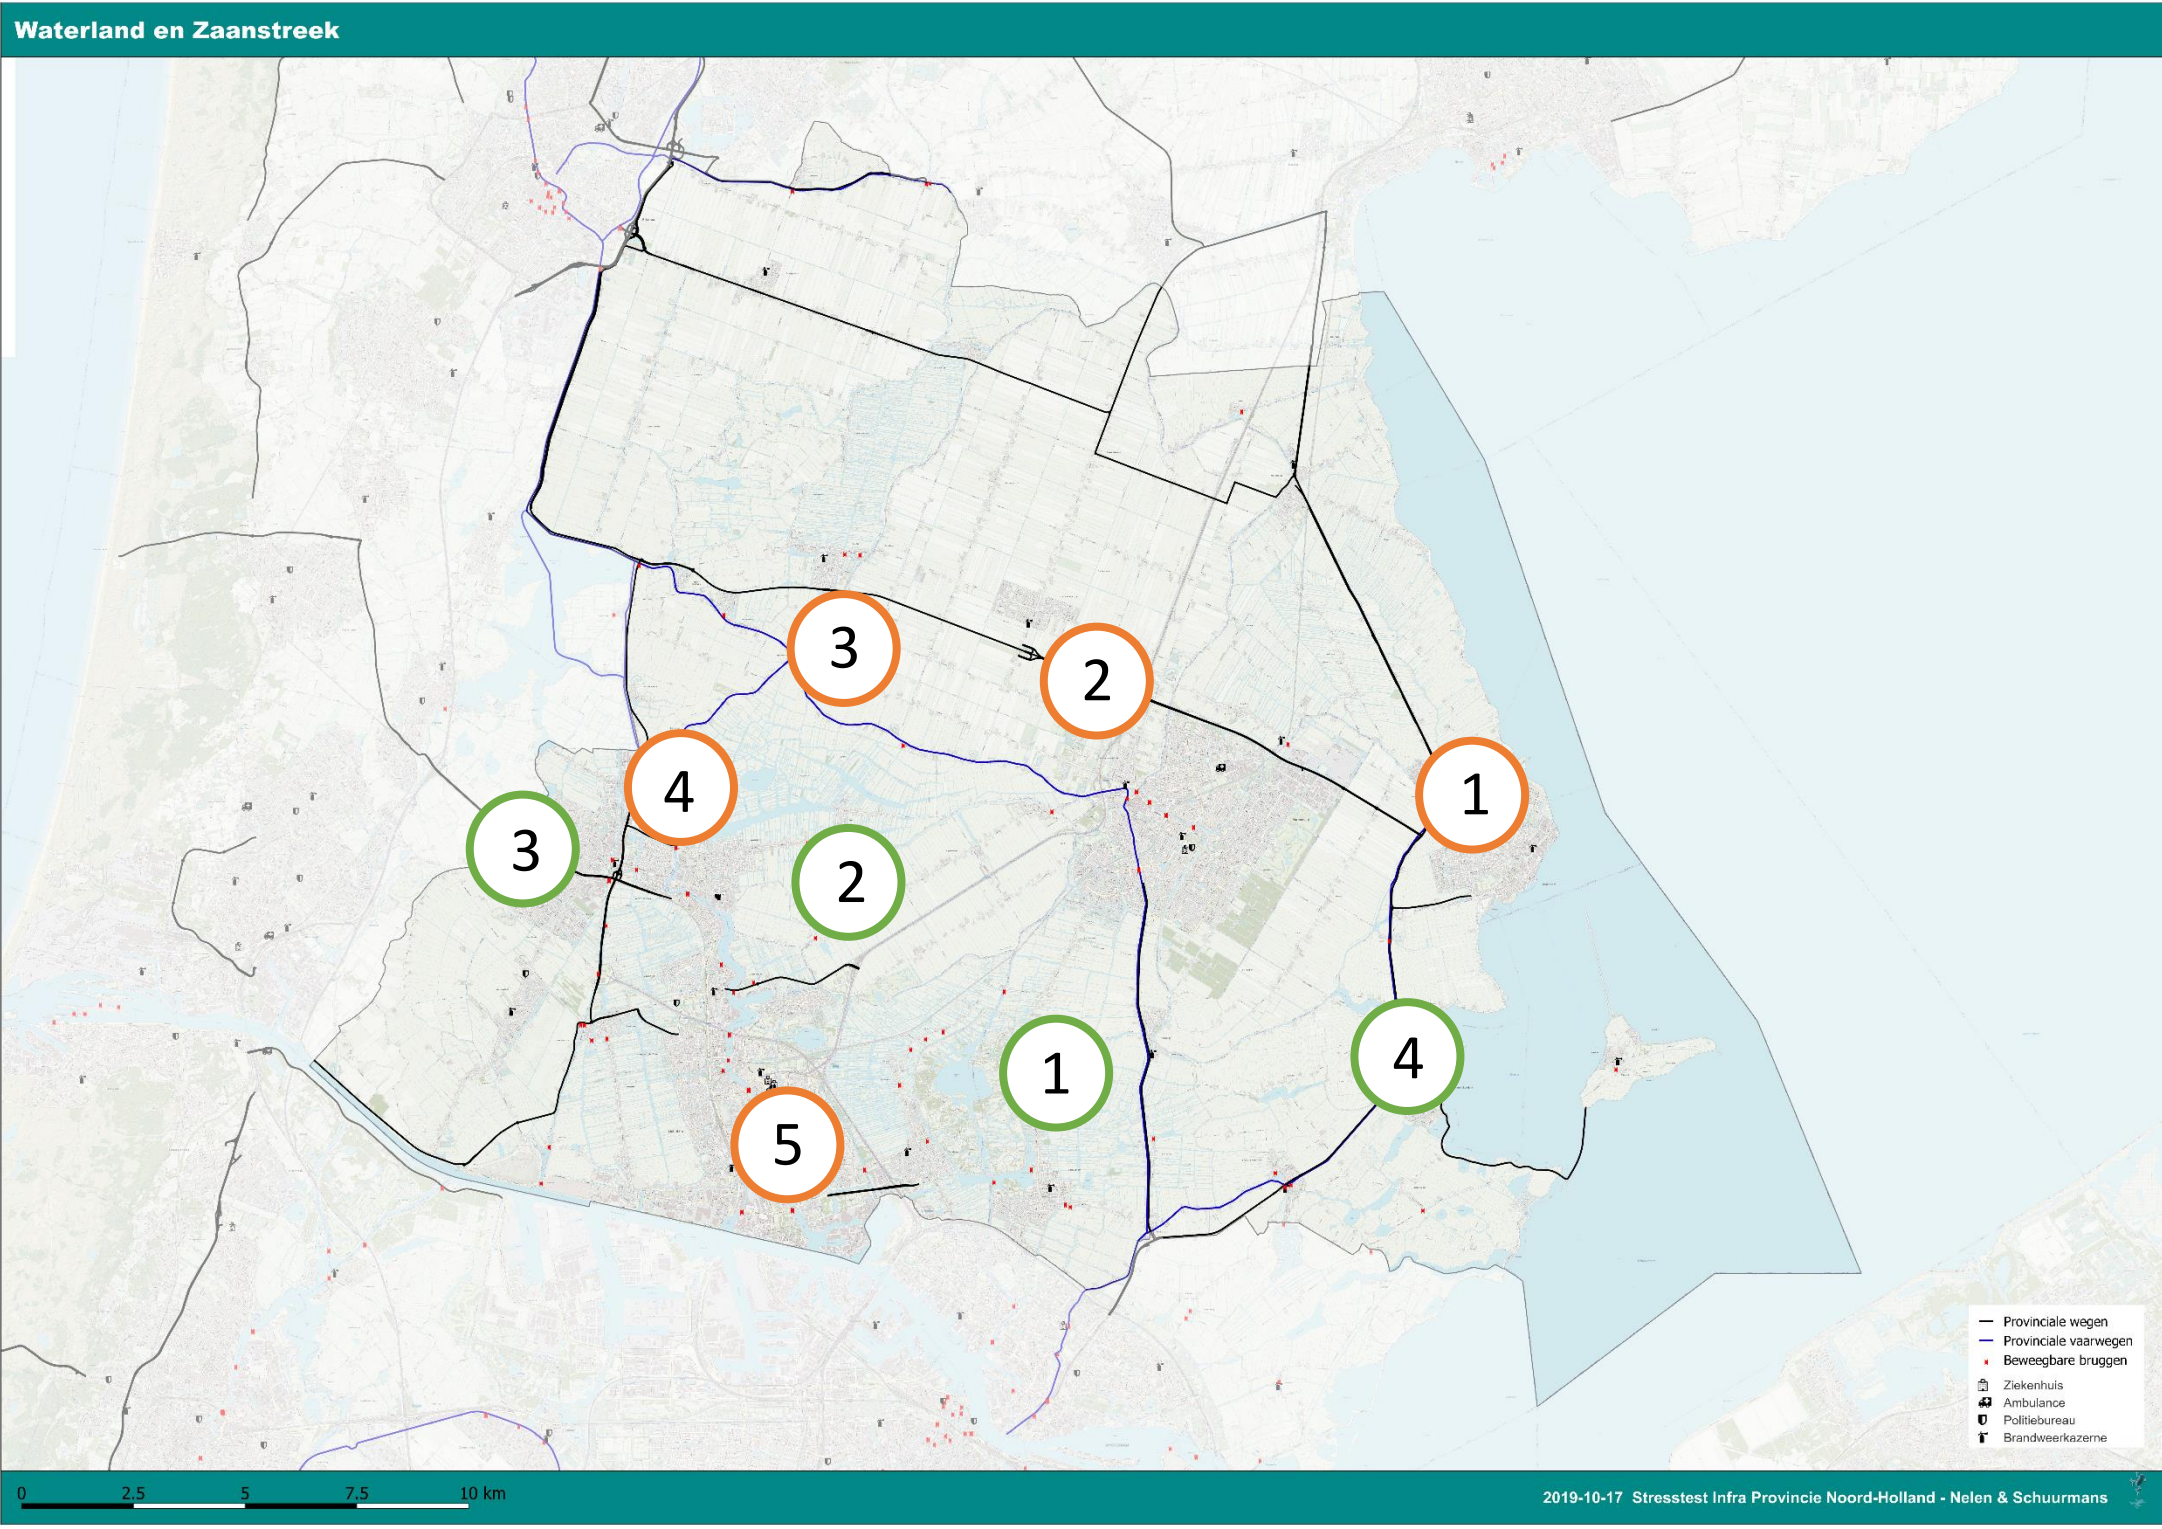 Waterland en Zaanstreek
3
2
4
1
3
2
4
1
5
Provinciale wegen
Provinciale vaarwegen
Beweegbare bruggen
Ziekenhuis
Ambulance
Politiebureau
Brandweerkazerne
0 2.5 5 7.5 10 km
2019-10-17 Stresstest Infra Provincie Noord-Holland - Nelen & Schuurmans